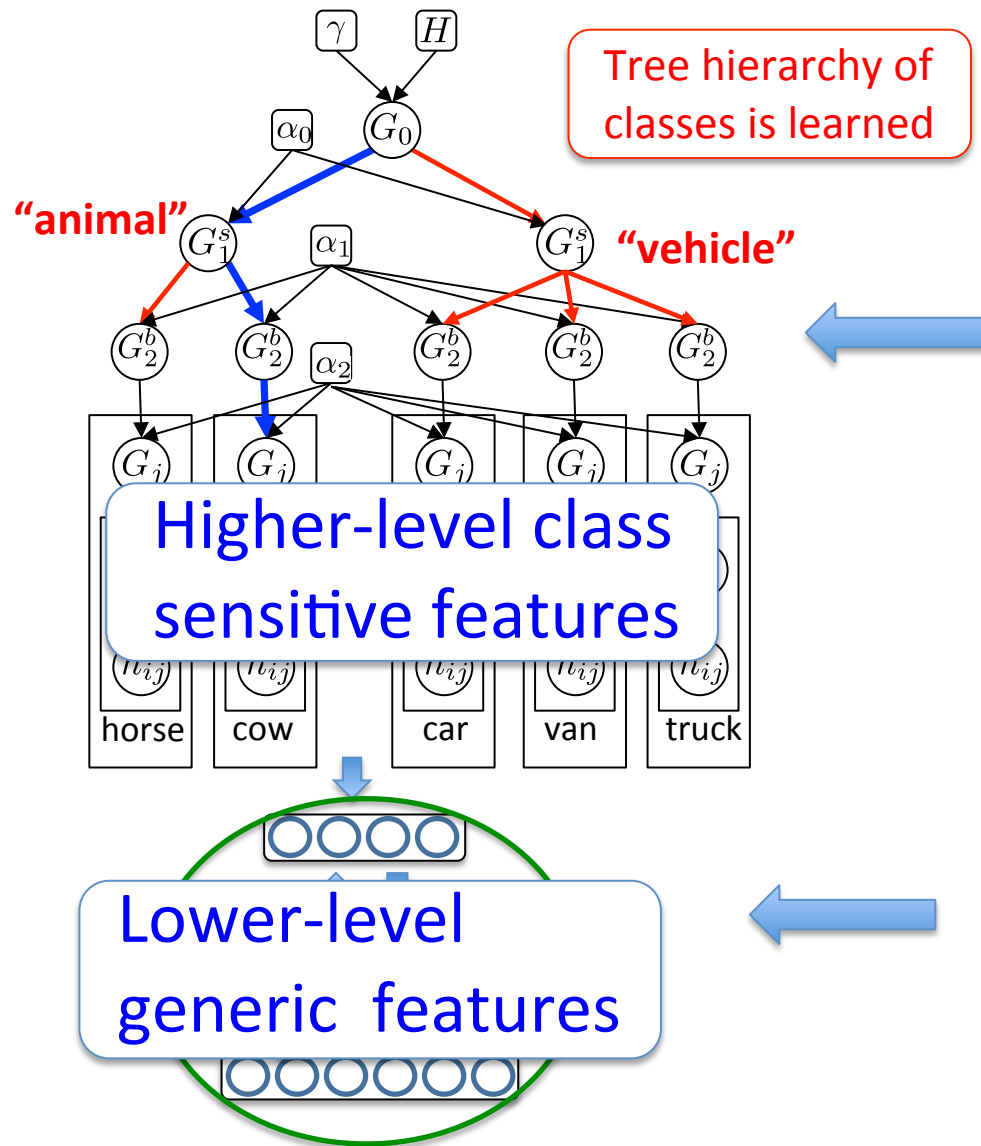 γ H
Tree hierarchy of
classes is learned
α₀ G₀
“animal”
G₁ˢ α₁ G₁ˢ
“vehicle”
G₂ᵇ G₂ᵇ G₂ᵇ G₂ᵇ G₂ᵇ
α₂
Gⱼ Gⱼ Gⱼ Gⱼ Gⱼ
Higher-level class
sensitive features
horse cow car van truck
Lower-level
generic features